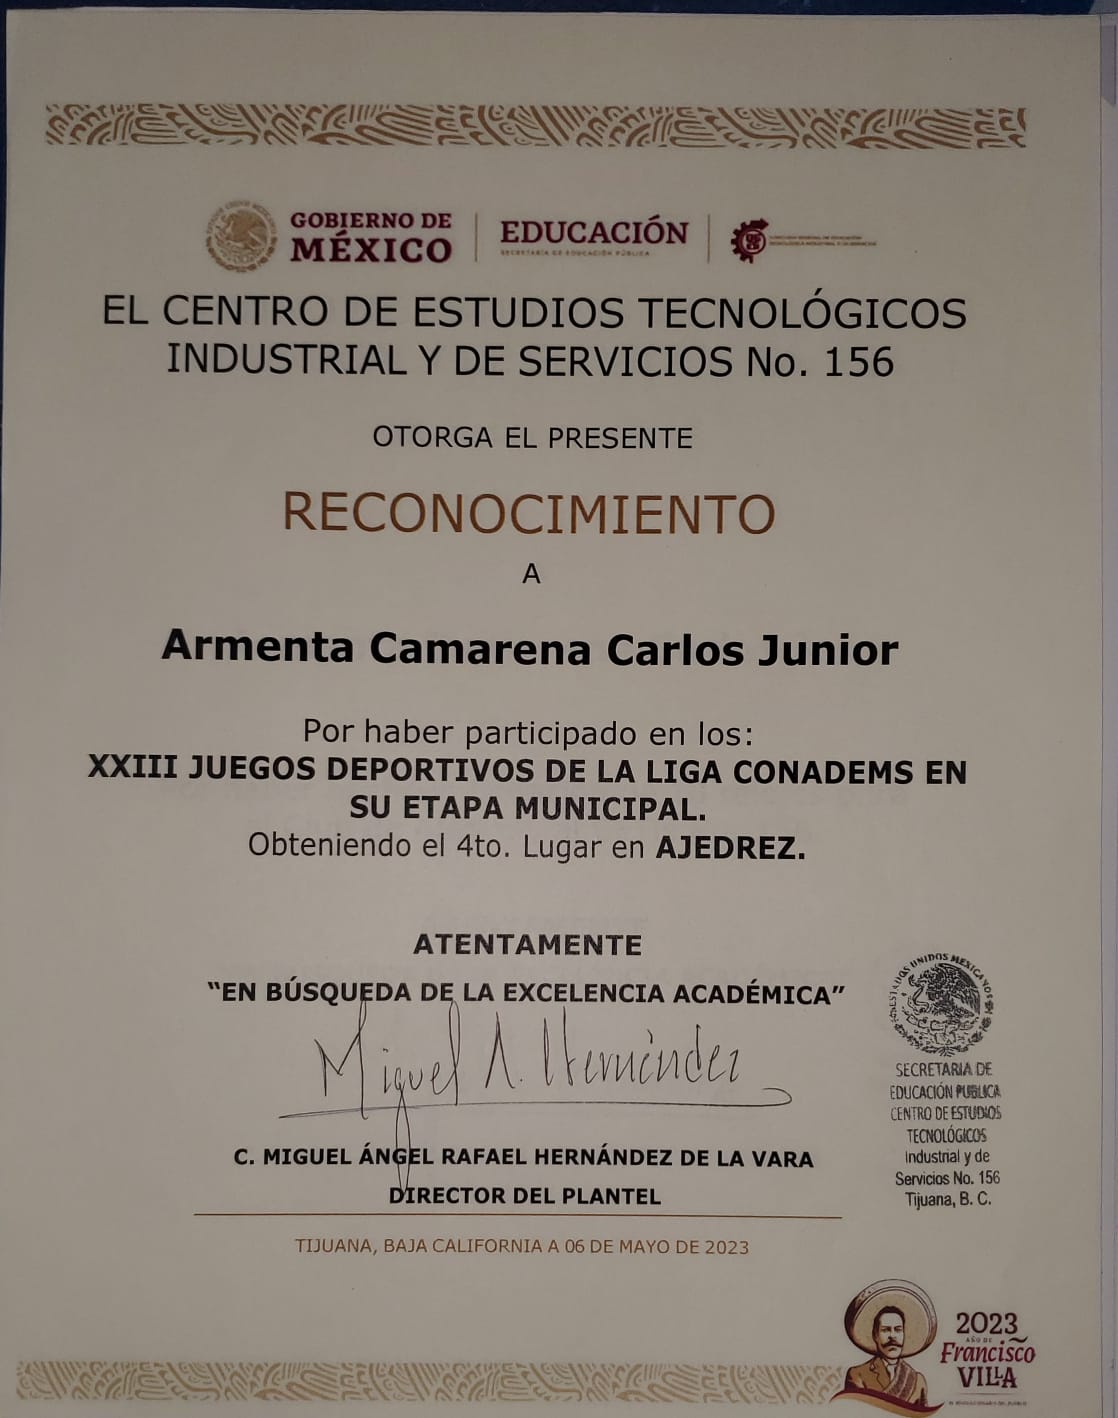 GOBIERNO DE
MÉXICO
EDUCACIÓN
SECRETARÍA DE EDUCACIÓN PÚBLICA
EL CENTRO DE ESTUDIOS TECNOLÓGICOS
INDUSTRIAL Y DE SERVICIOS No. 156
OTORGA EL PRESENTE
RECONOCIMIENTO
A
Armenta Camarena Carlos Junior
Por haber participado en los:
XXIII JUEGOS DEPORTIVOS DE LA LIGA CONADEMS EN
SU ETAPA MUNICIPAL.
Obteniendo el 4to. Lugar en AJEDREZ.
ATENTAMENTE
“EN BÚSQUEDA DE LA EXCELENCIA ACADÉMICA”
Miguel A. Hernández
C. MIGUEL ÁNGEL RAFAEL HERNÁNDEZ DE LA VARA
DIRECTOR DEL PLANTEL
TIJUANA, BAJA CALIFORNIA A 06 DE MAYO DE 2023
ESTADOS UNIDOS MEXICANOS
SECRETARIA DE
EDUCACIÓN PUBLICA
CENTRO DE ESTUDIOS
TECNOLÓGICOS
Industrial y de
Servicios No. 156
Tijuana, B. C.
2023
AÑO DE
Francisco
VILLA